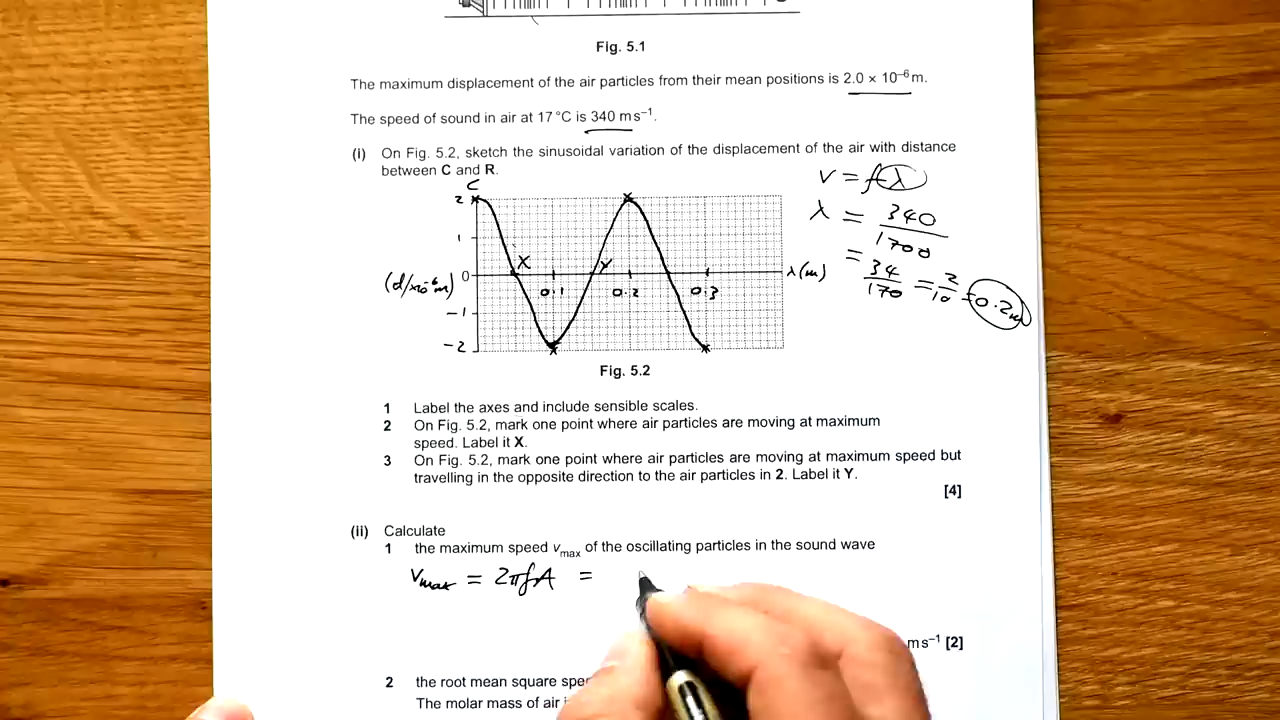 Fig. 5.1
The maximum displacement of the air particles from their mean positions is 2.0 × 10⁻⁶ m.
The speed of sound in air at 17 °C is 340 m s⁻¹.
(i) On Fig. 5.2, sketch the sinusoidal variation of the displacement of the air with distance
between C and R.
C
2
1
0
-1
-2
(d/×10⁻⁶m)
X
Y
0.1
0.2
0.3
λ(m)
v = fλ
λ = 340/1700
= 34/170 = 2/10 = 0.2m
Fig. 5.2
1 Label the axes and include sensible scales.
2 On Fig. 5.2, mark one point where air particles are moving at maximum
speed. Label it X.
3 On Fig. 5.2, mark one point where air particles are moving at maximum speed but
travelling in the opposite direction to the air particles in 2. Label it Y.
[4]
(ii) Calculate
1 the maximum speed vmax of the oscillating particles in the sound wave
vmax = 2πfA =
m s⁻¹ [2]
2 the root mean square
The molar mass of air